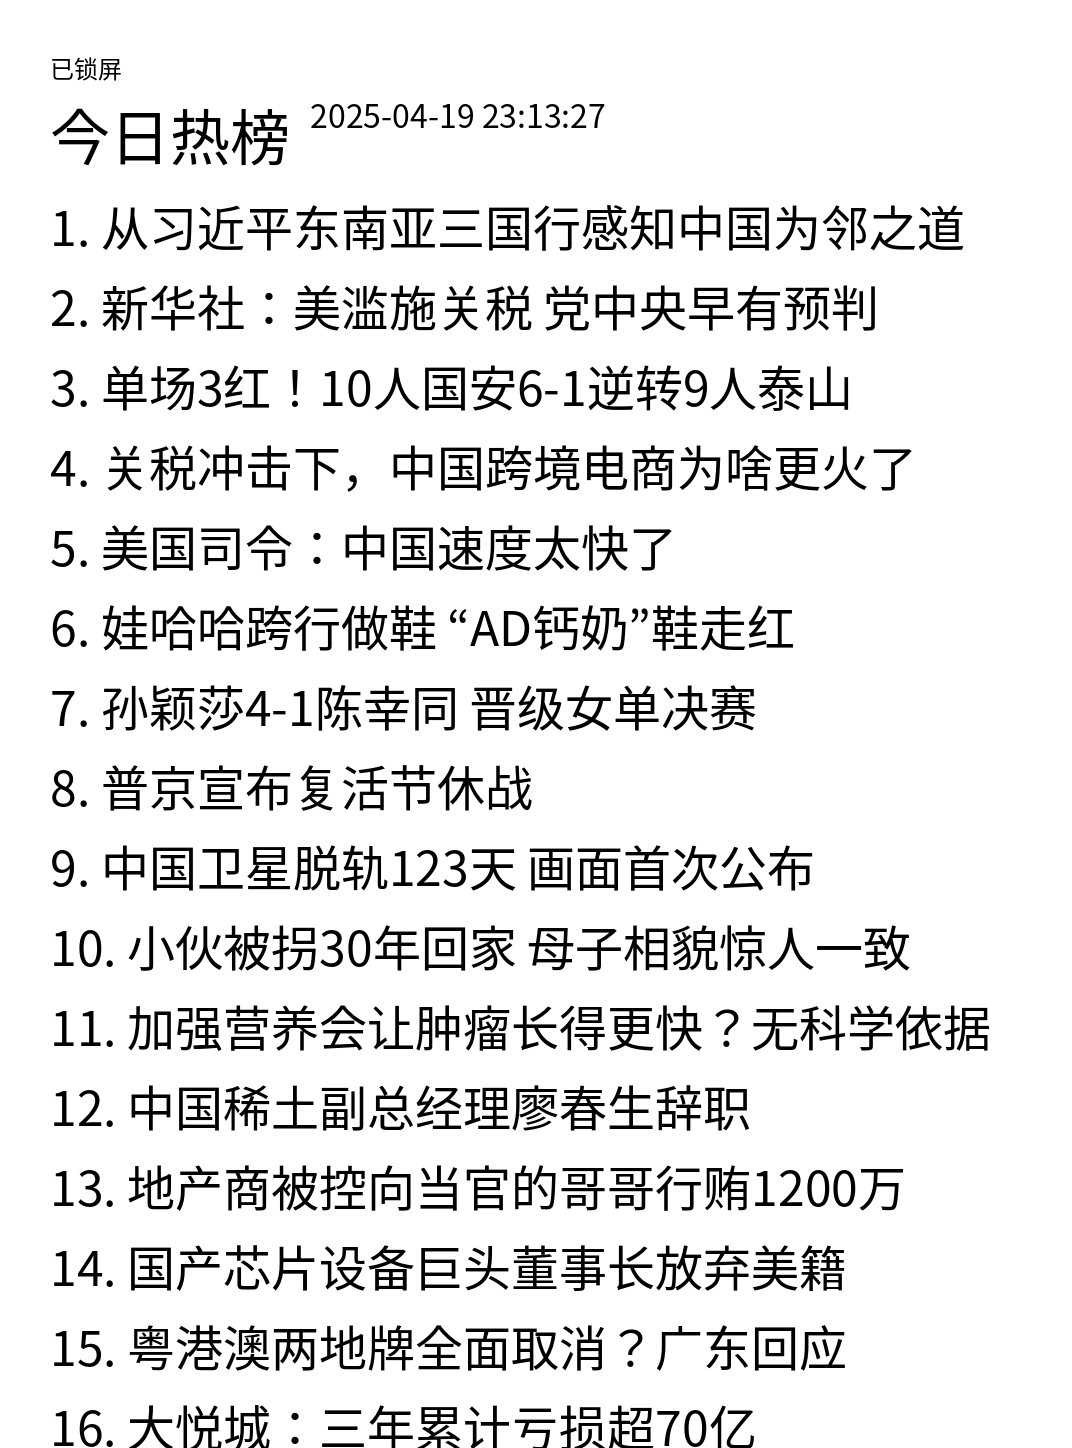 已锁屏
今日热榜 2025-04-19 23:13:27
1. 从习近平东南亚三国行感知中国为邻之道
2. 新华社：美滥施关税 党中央早有预判
3. 单场3红！10人国安6-1逆转9人泰山
4. 关税冲击下，中国跨境电商为啥更火了
5. 美国司令：中国速度太快了
6. 娃哈哈跨行做鞋 “AD钙奶”鞋走红
7. 孙颖莎4-1陈幸同 晋级女单决赛
8. 普京宣布复活节休战
9. 中国卫星脱轨123天 画面首次公布
10. 小伙被拐30年回家 母子相貌惊人一致
11. 加强营养会让肿瘤长得更快？无科学依据
12. 中国稀土副总经理廖春生辞职
13. 地产商被控向当官的哥哥行贿1200万
14. 国产芯片设备巨头董事长放弃美籍
15. 粤港澳两地牌全面取消？广东回应
16. 大悦城：三年累计亏损超70亿